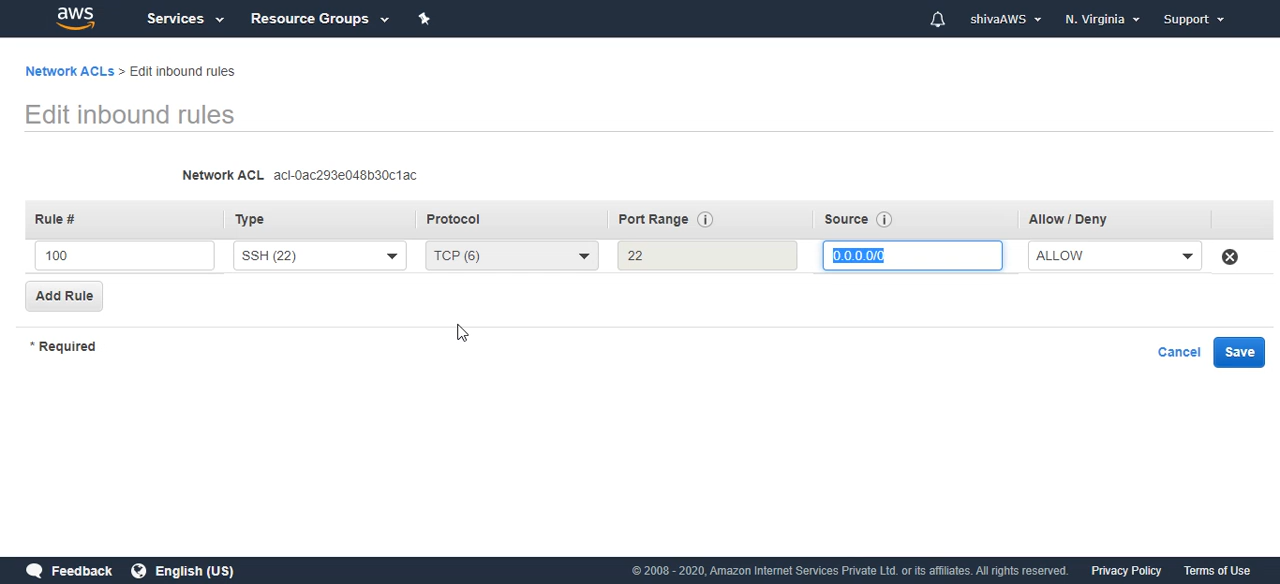 aws Services Resource Groups shivaAWS N. Virginia Support
Network ACLs > Edit inbound rules
Edit inbound rules
Network ACL acl-0ac293e048b30c1ac
Rule # Type Protocol Port Range i Source i Allow / Deny
100 SSH (22) TCP (6) 22 0.0.0.0/0 ALLOW
Add Rule
* Required
Cancel Save
Feedback English (US) © 2008 - 2020, Amazon Internet Services Private Ltd. or its affiliates. All rights reserved. Privacy Policy Terms of Use